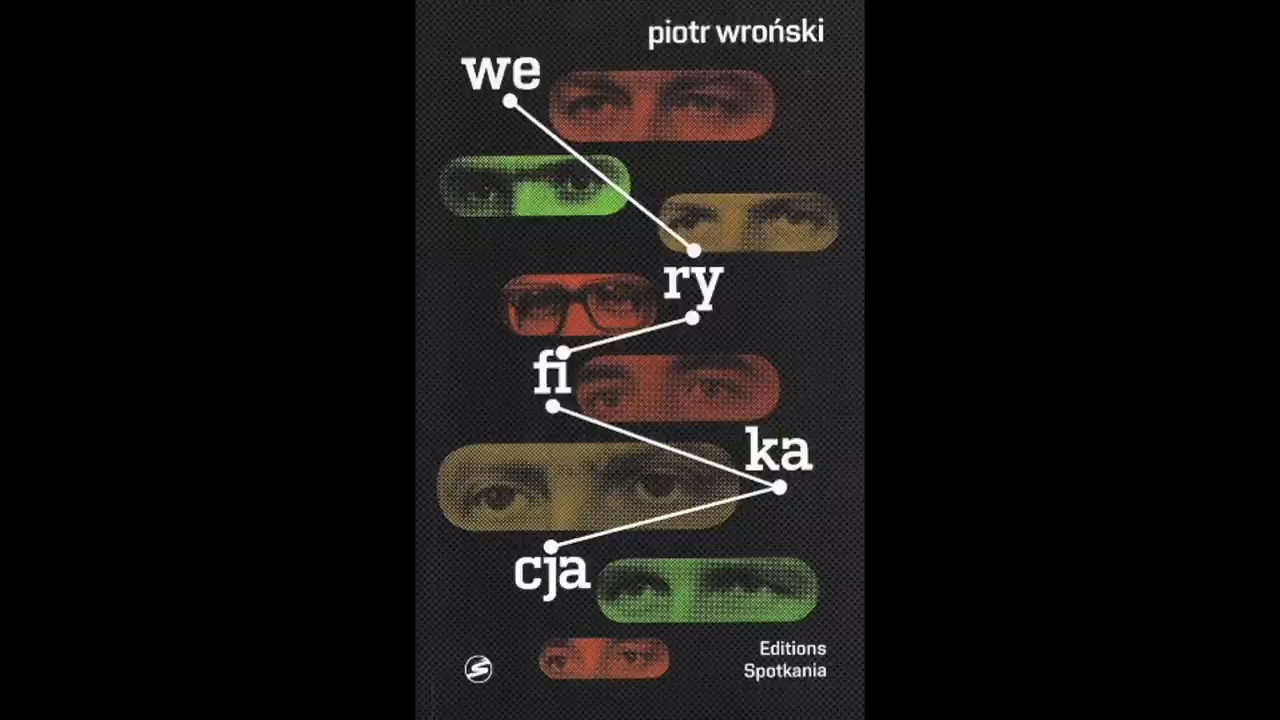 piotr wroński
we
ry
fi
ka
cja
Editions
Spotkania